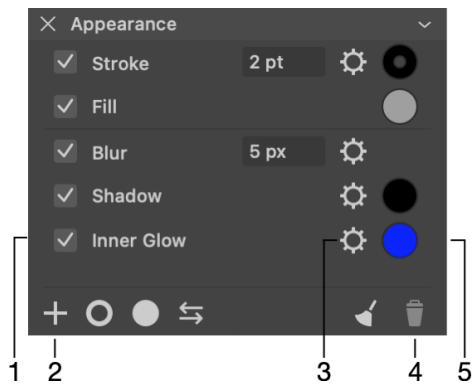 Appearance
Stroke 2 pt
Fill
Blur 5 px
Shadow
Inner Glow
1 2 3 4 5